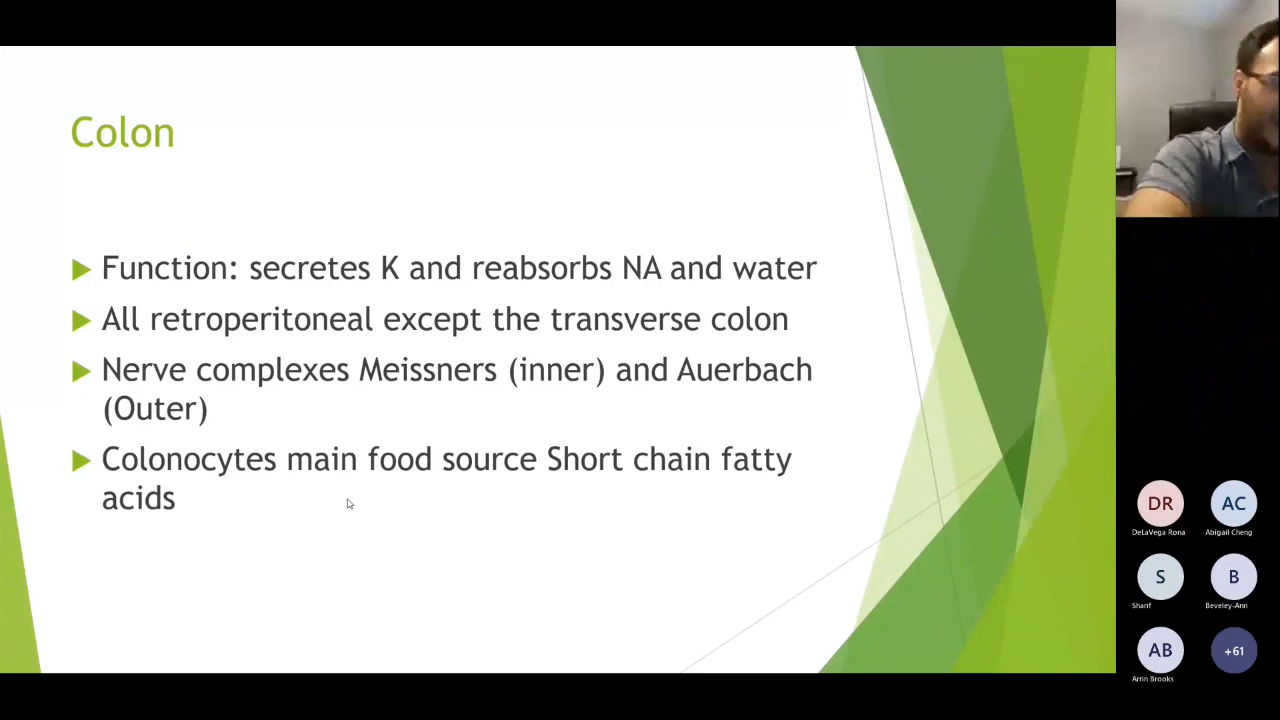 Colon
Function: secretes K and reabsorbs NA and water
All retroperitoneal except the transverse colon
Nerve complexes Meissners (inner) and Auerbach
(Outer)
Colonocytes main food source Short chain fatty
acids
DR
AC
DeLaVega Rona
Abigail Cheng
S
B
Sharif
Beveley-Ann
AB
+61
Arrin Brooks